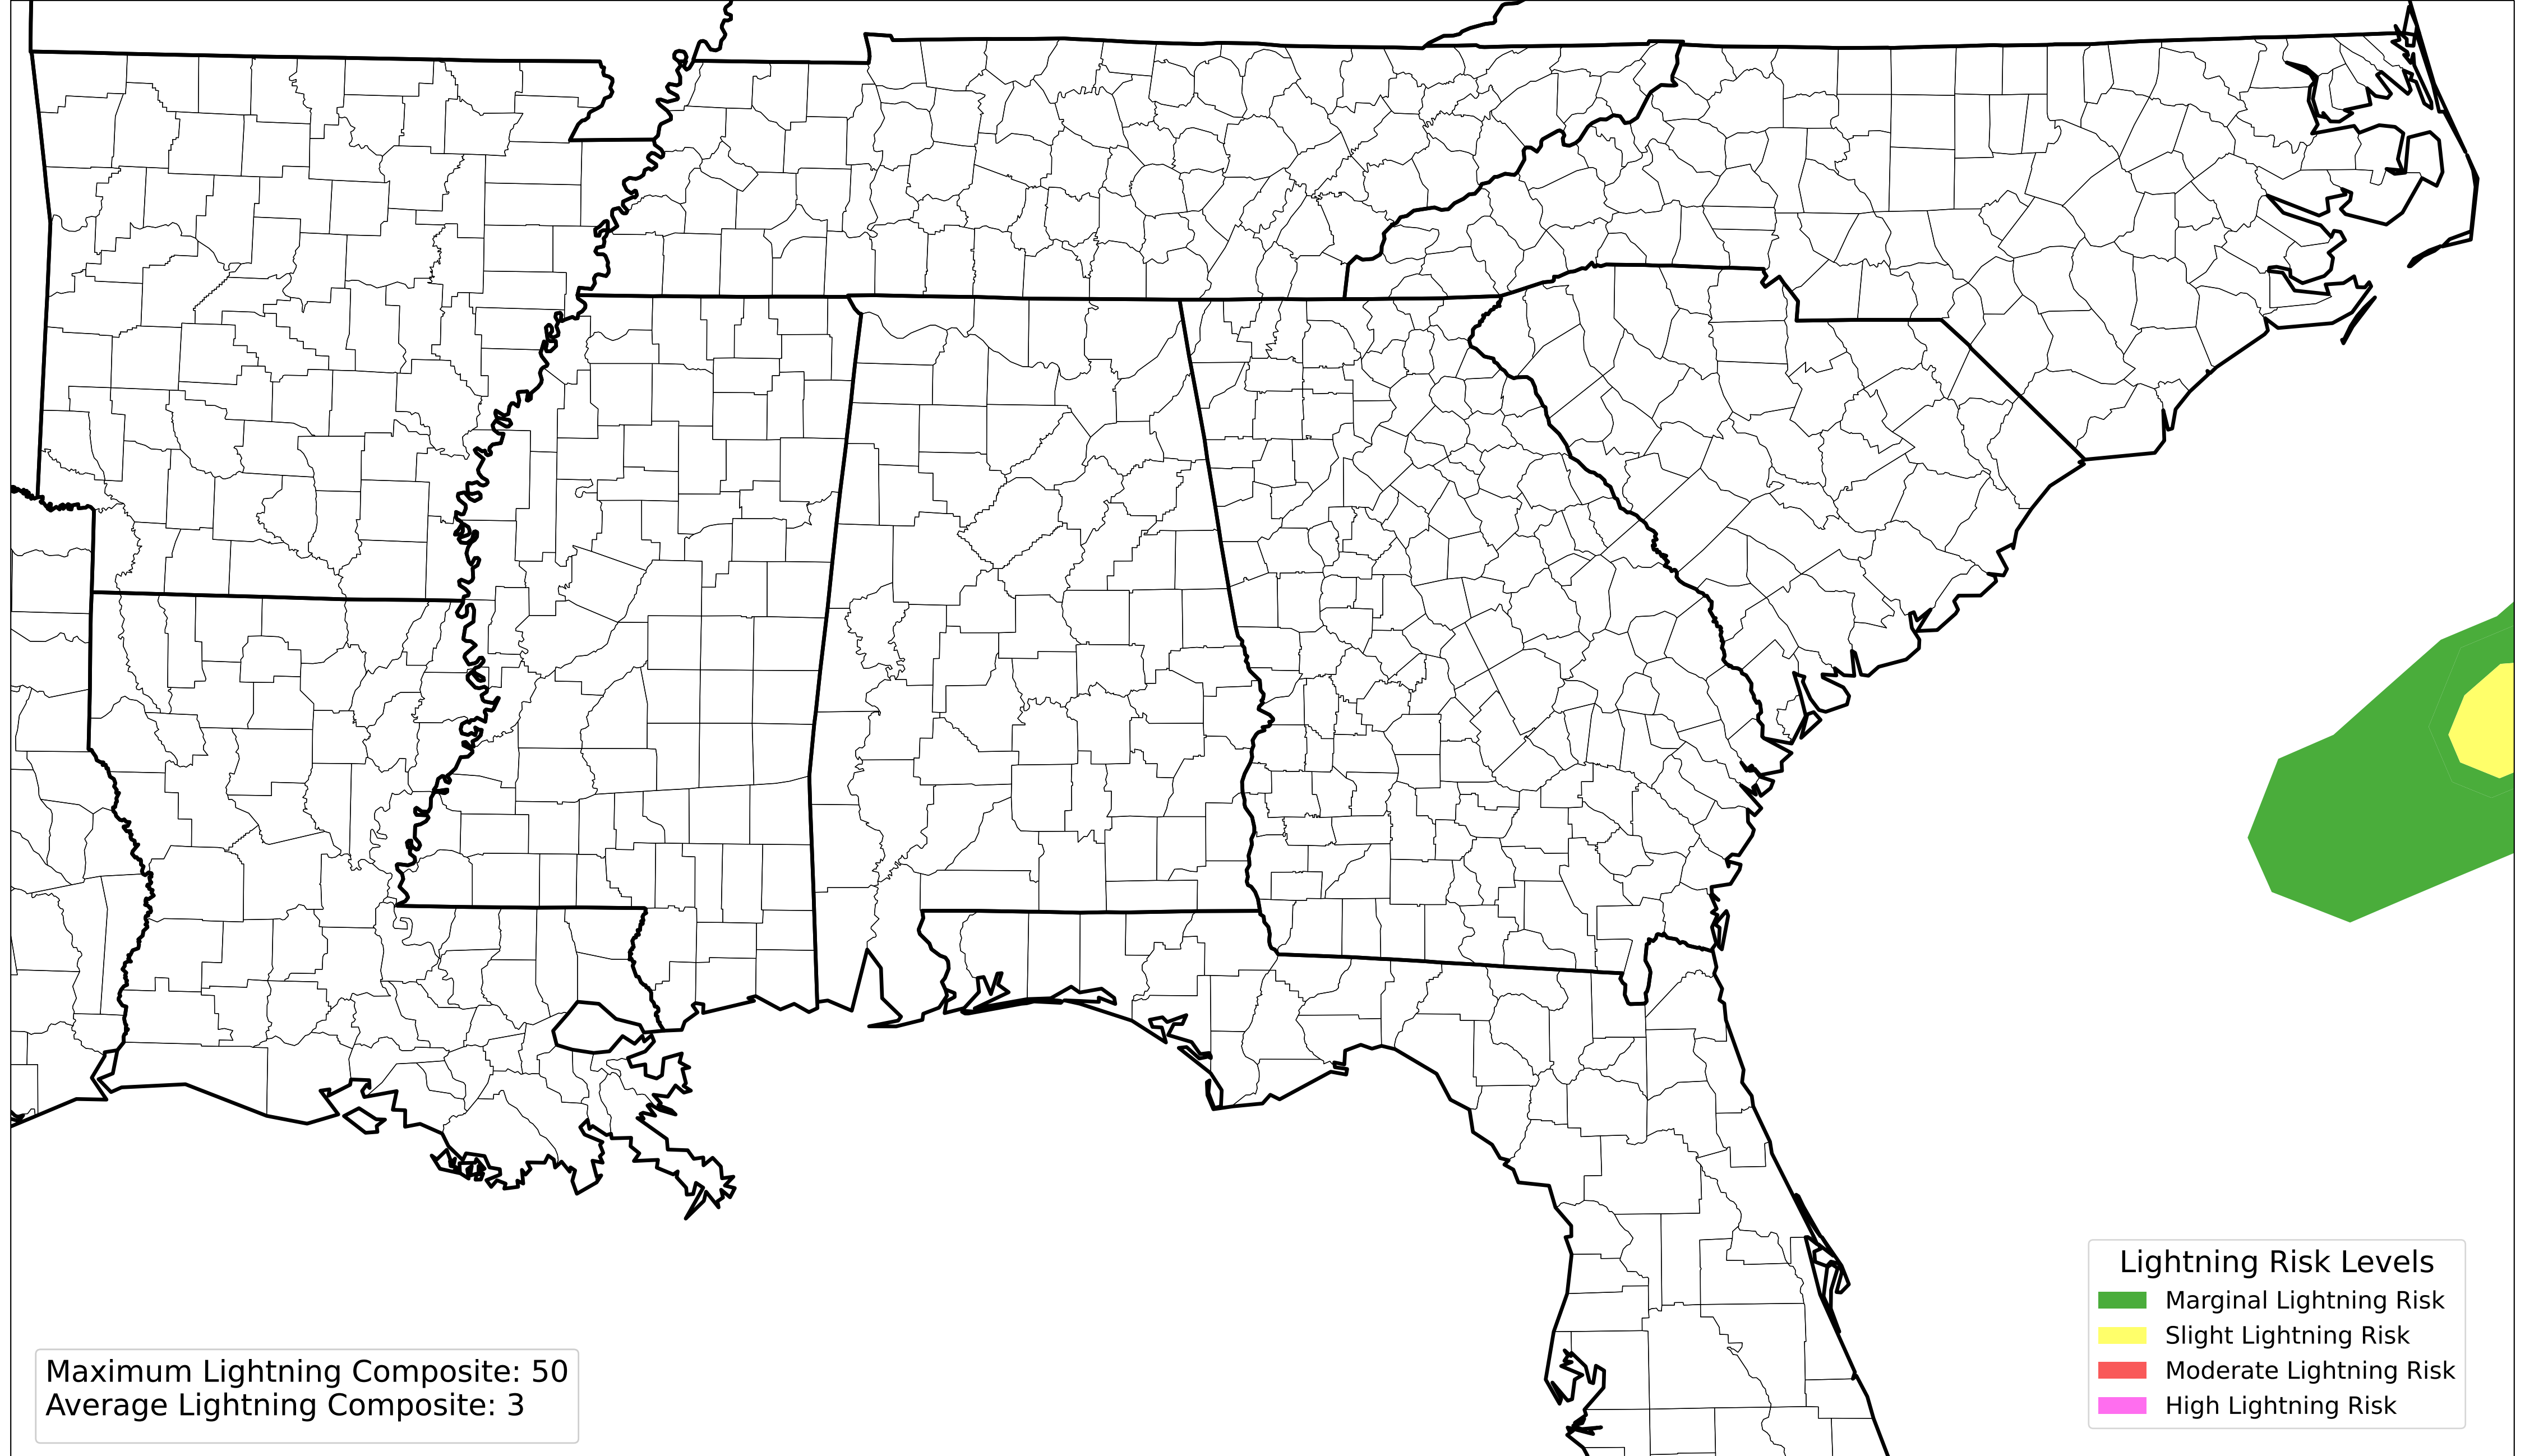 Lightning Risk Levels
Marginal Lightning Risk
Slight Lightning Risk
Moderate Lightning Risk
High Lightning Risk
Maximum Lightning Composite: 50
Average Lightning Composite: 3